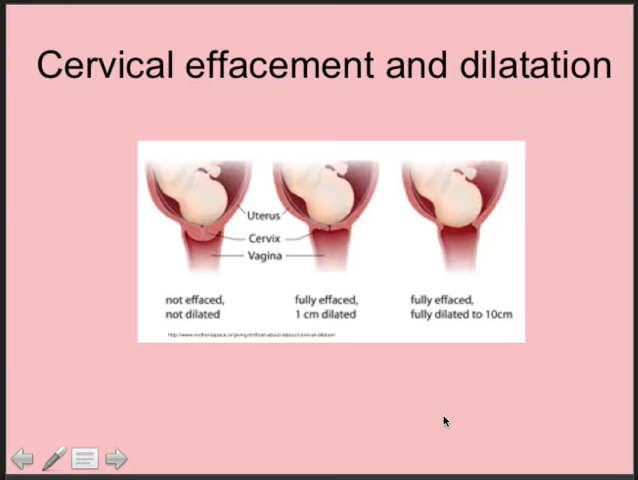 Cervical effacement and dilatation
Uterus
Cervix
Vagina
not effaced,
not dilated
fully effaced,
1 cm dilated
fully effaced,
fully dilated to 10cm